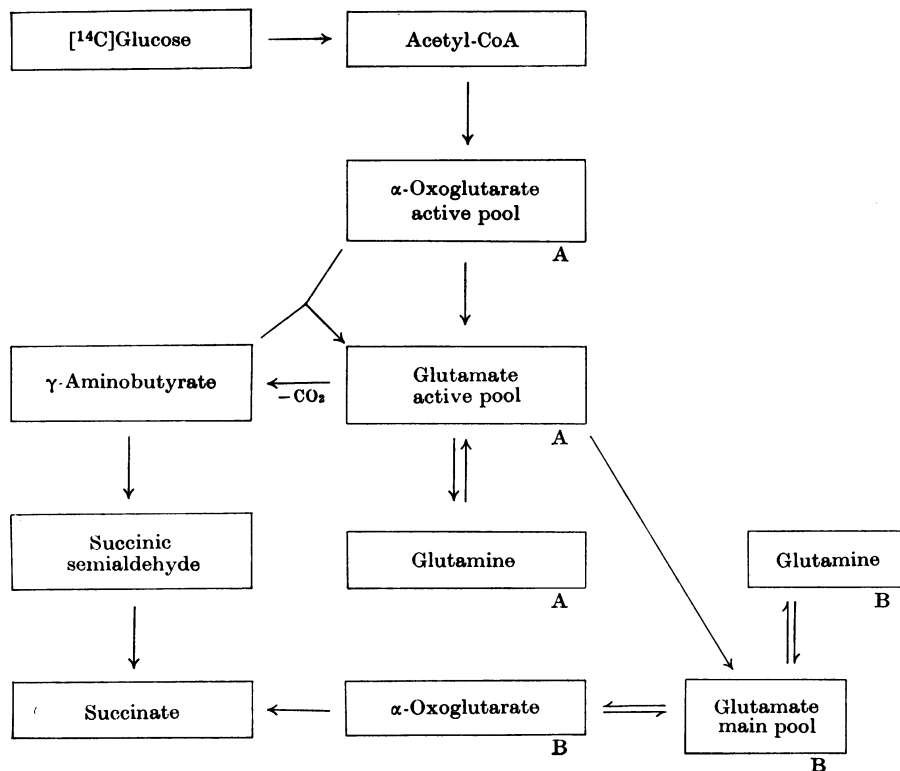 [¹⁴C]Glucose
Acetyl-CoA
α-Oxoglutarate
active pool
A
γ-Aminobutyrate
−CO₂
Glutamate
active pool
A
Succinic
semialdehyde
Glutamine
A
Glutamine
B
Succinate
α-Oxoglutarate
B
Glutamate
main pool
B